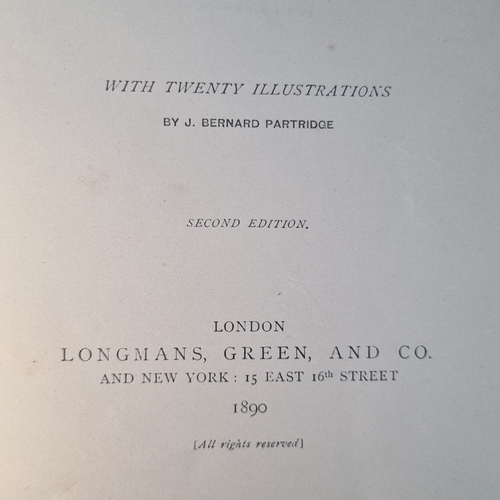 WITH TWENTY ILLUSTRATIONS
BY J. BERNARD PARTRIDGE
SECOND EDITION.
LONDON
LONGMANS, GREEN, AND CO.
AND NEW YORK : 15 EAST 16th STREET
1890
[All rights reserved]